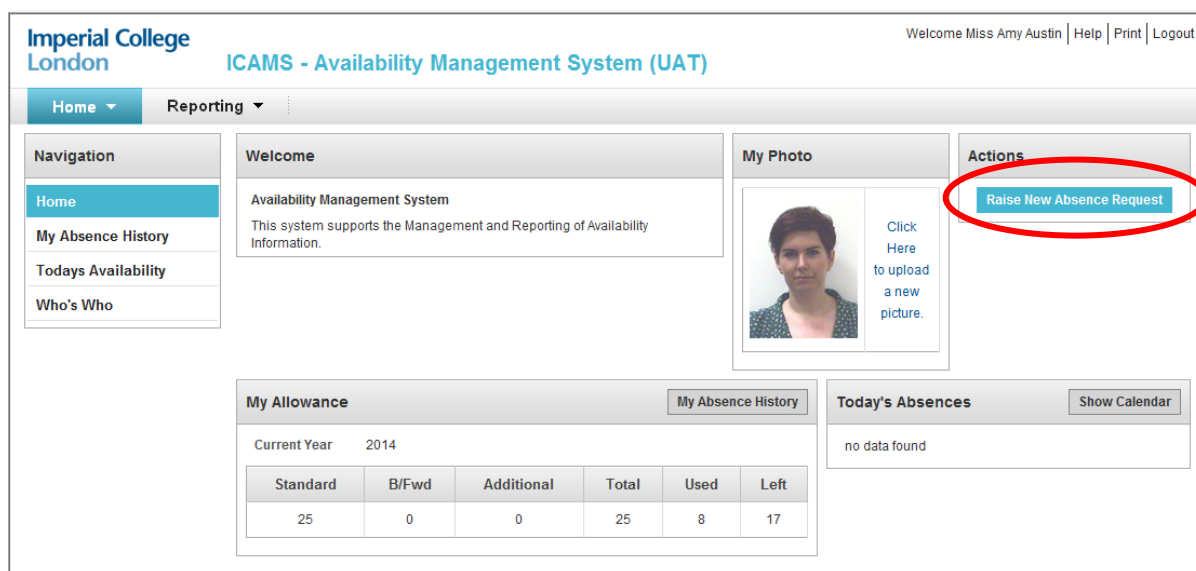 Imperial College
London
ICAMS - Availability Management System (UAT)
Welcome Miss Amy Austin | Help | Print | Logout
Home
Reporting
Navigation
Home
My Absence History
Todays Availability
Who's Who
Welcome
Availability Management System
This system supports the Management and Reporting of Availability
Information.
My Photo
Click
Here
to upload
a new
picture.
Actions
Raise New Absence Request
My Allowance
My Absence History
Current Year 2014
Standard B/Fwd Additional Total Used Left
25 0 0 25 8 17
Today's Absences
Show Calendar
no data found